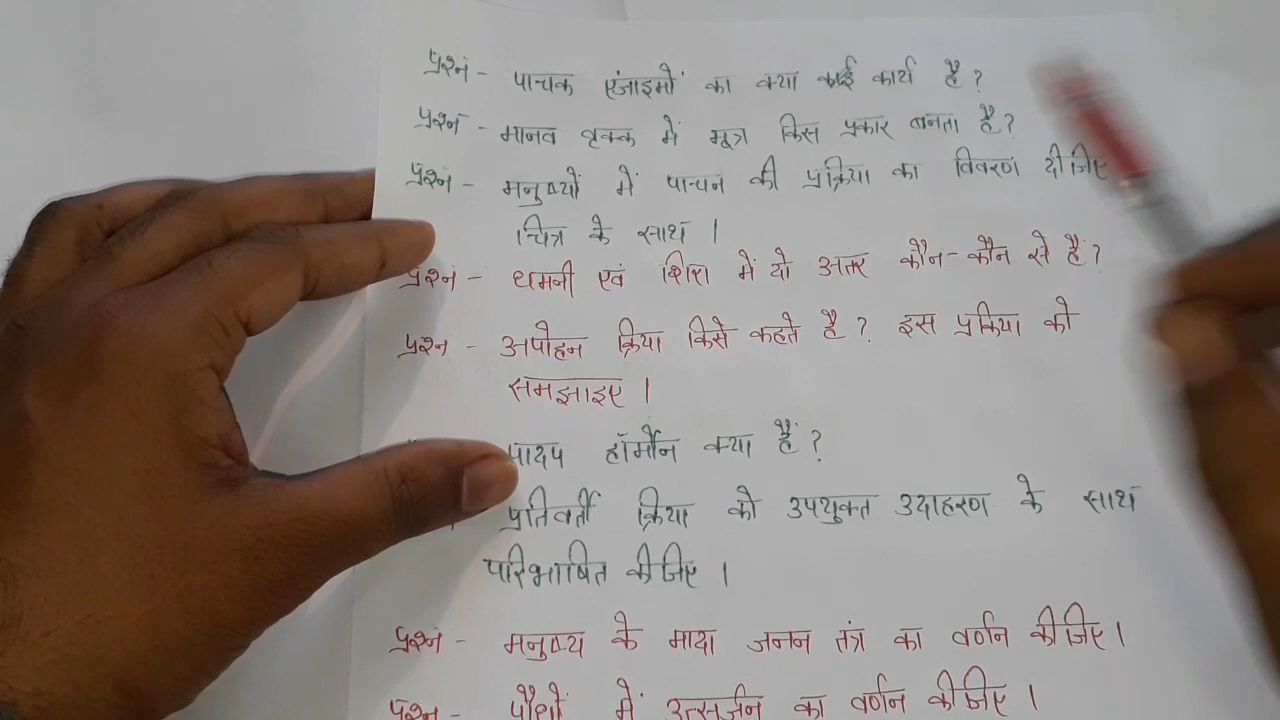 प्रश्न - पाचक एंजाइमों का क्या कार्य है?
प्रश्न - मानव वृक्क में मूत्र किस प्रकार बनता है?
प्रश्न - मनुष्यों में पाचन की प्रक्रिया का विवरण दीजिए
चित्र के साथ।
प्रश्न - धमनी एवं शिरा में दो अंतर कौन-कौन से हैं?
प्रश्न - अपोहन क्रिया किसे कहते है? इस प्रक्रिया को
समझाइए।
पादप हॉर्मोन क्या हैं?
प्रतिवर्ती क्रिया को उपयुक्त उदाहरण के साथ
परिभाषित कीजिए।
प्रश्न - मनुष्य के मादा जनन तंत्र का वर्णन कीजिए।
प्रश्न - पौधों में उत्सर्जन का वर्णन कीजिए।